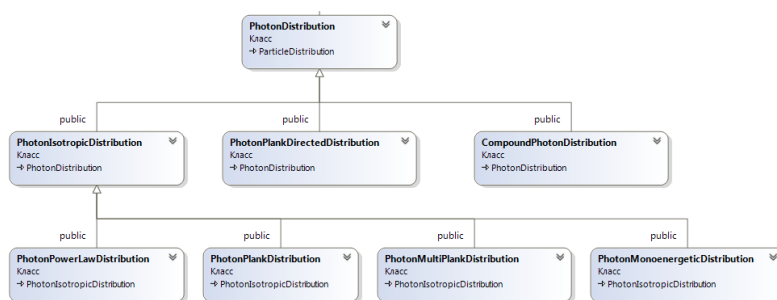 PhotonDistribution
Класс
ParticleDistribution
public
public
public
PhotonIsotropicDistribution
Класс
PhotonDistribution
PhotonPlankDirectedDistribution
Класс
PhotonDistribution
CompoundPhotonDistribution
Класс
PhotonDistribution
public
public
public
public
PhotonPowerLawDistribution
Класс
PhotonIsotropicDistribution
PhotonPlankDistribution
Класс
PhotonIsotropicDistribution
PhotonMultiPlankDistribution
Класс
PhotonIsotropicDistribution
PhotonMonoenergeticDistribution
Класс
PhotonIsotropicDistribution